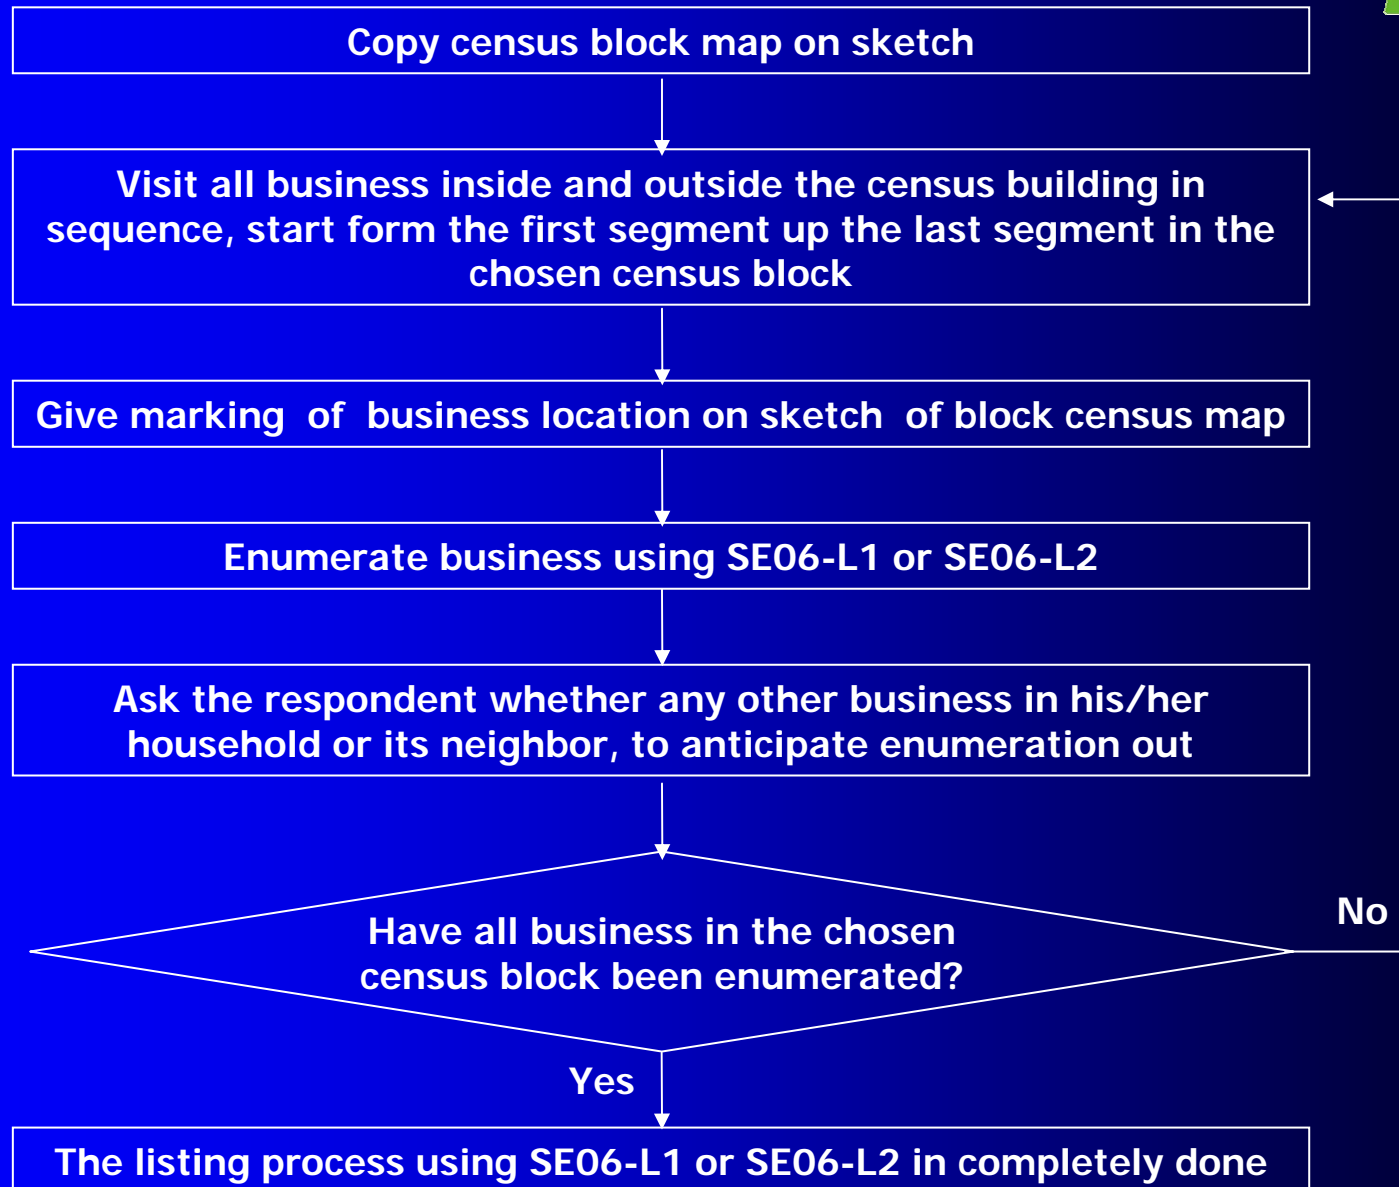 Copy census block map on sketch
Visit all business inside and outside the census building in
sequence, start form the first segment up the last segment in the
chosen census block
Give marking of business location on sketch of block census map
Enumerate business using SE06-L1 or SE06-L2
Ask the respondent whether any other business in his/her
household or its neighbor, to anticipate enumeration out
Have all business in the chosen
census block been enumerated?
No
Yes
The listing process using SE06-L1 or SE06-L2 in completely done